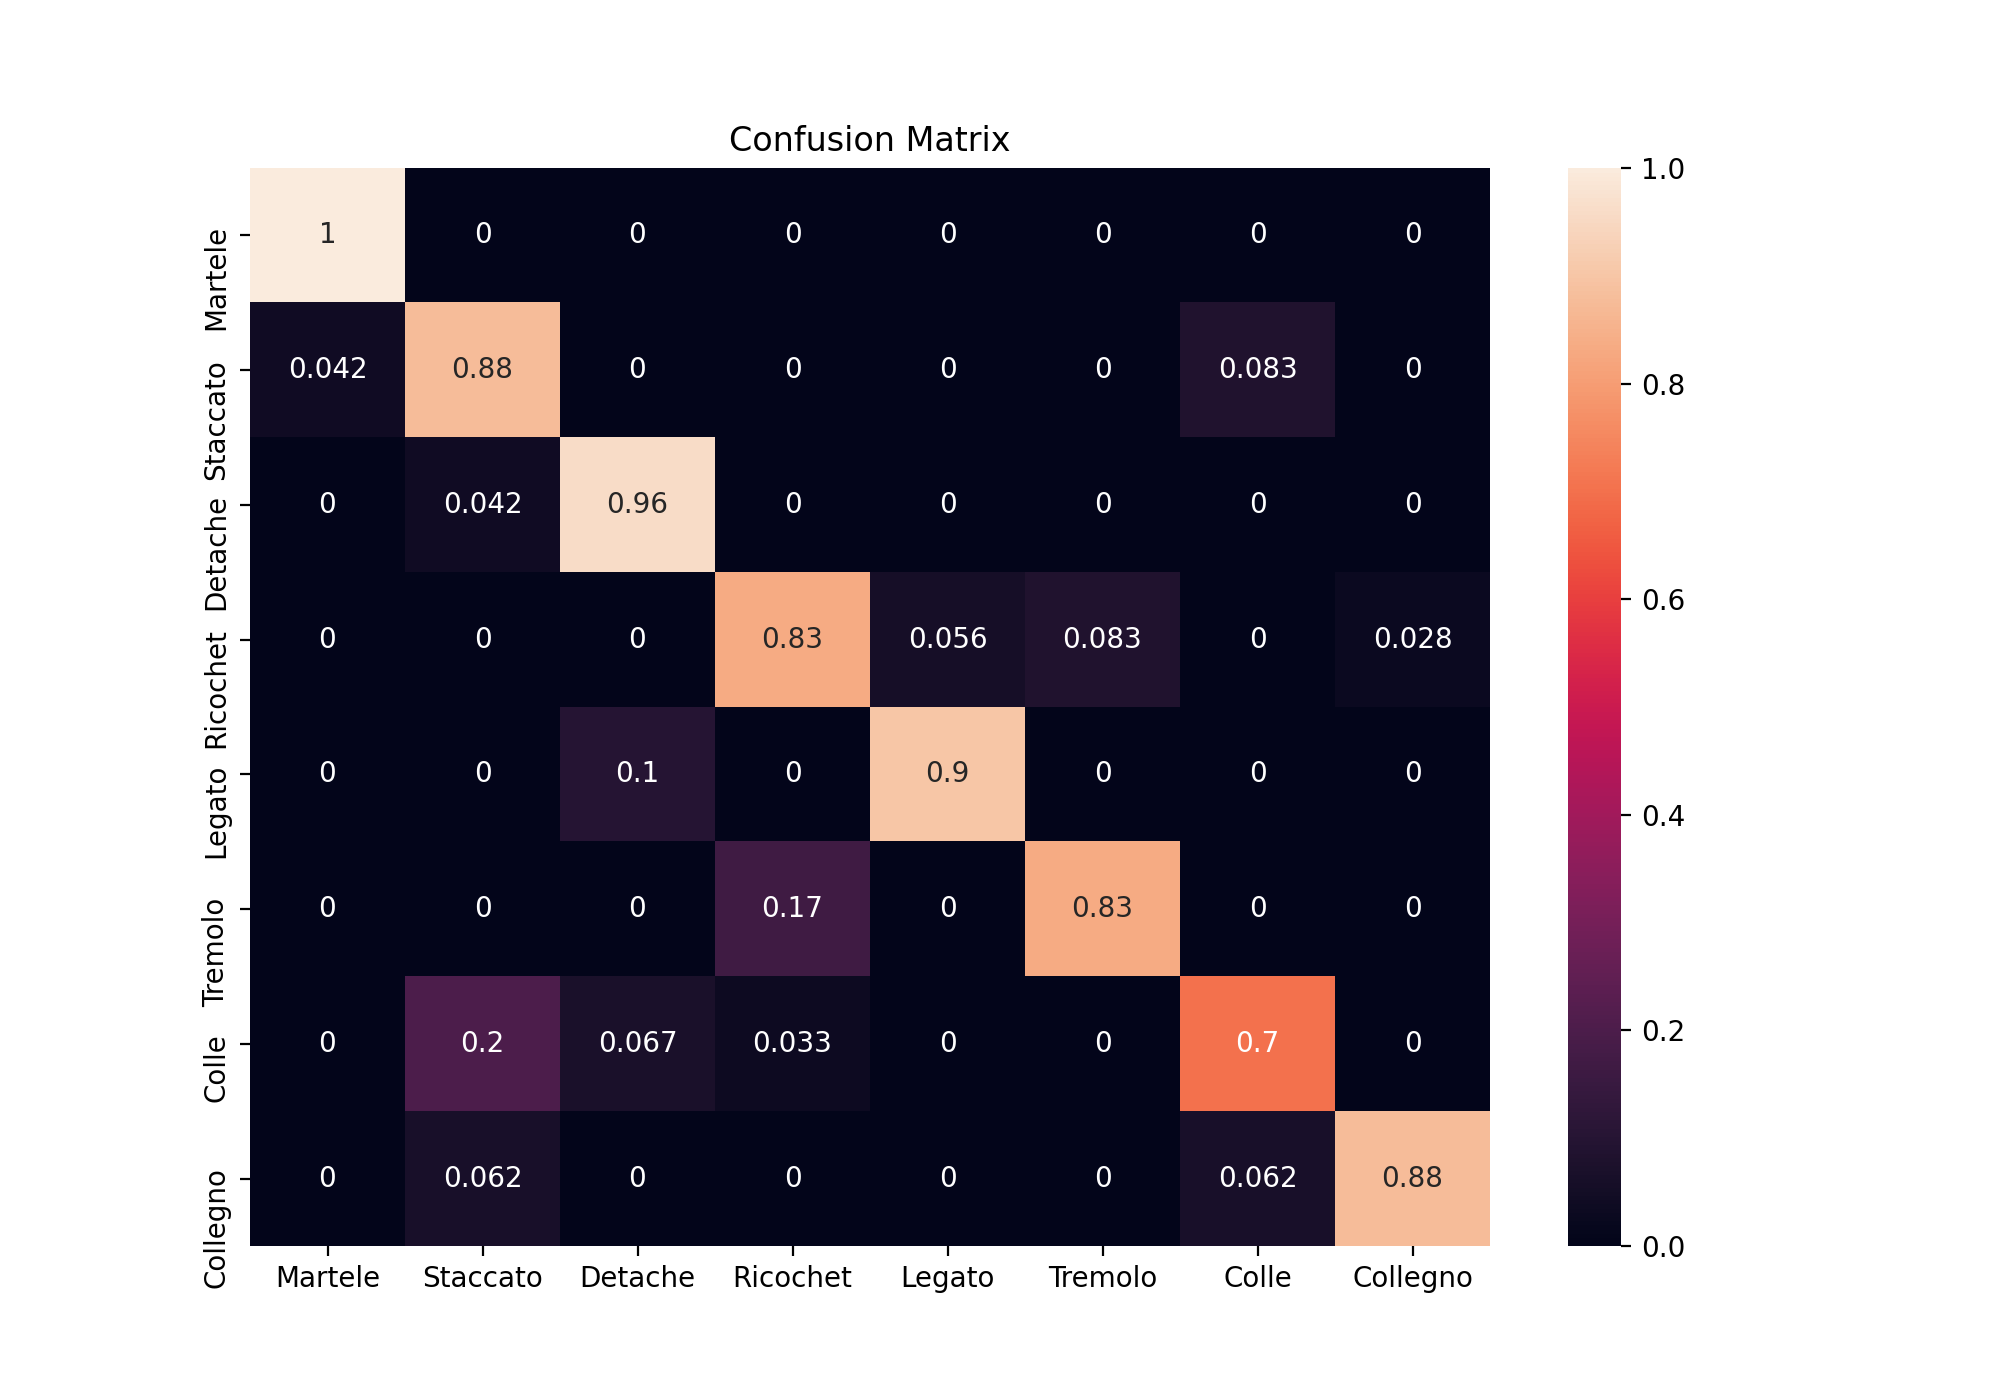 Confusion Matrix
Martele 1 0 0 0 0 0 0 0
Staccato 0.042 0.88 0 0 0 0 0.083 0
Detache 0 0.042 0.96 0 0 0 0 0
Ricochet 0 0 0 0.83 0.056 0.083 0 0.028
Legato 0 0 0.1 0 0.9 0 0 0
Tremolo 0 0 0 0.17 0 0.83 0 0
Colle 0 0.2 0.067 0.033 0 0 0.7 0
Collegno 0 0.062 0 0 0 0 0.062 0.88
Martele Staccato Detache Ricochet Legato Tremolo Colle Collegno
1.0
0.8
0.6
0.4
0.2
0.0